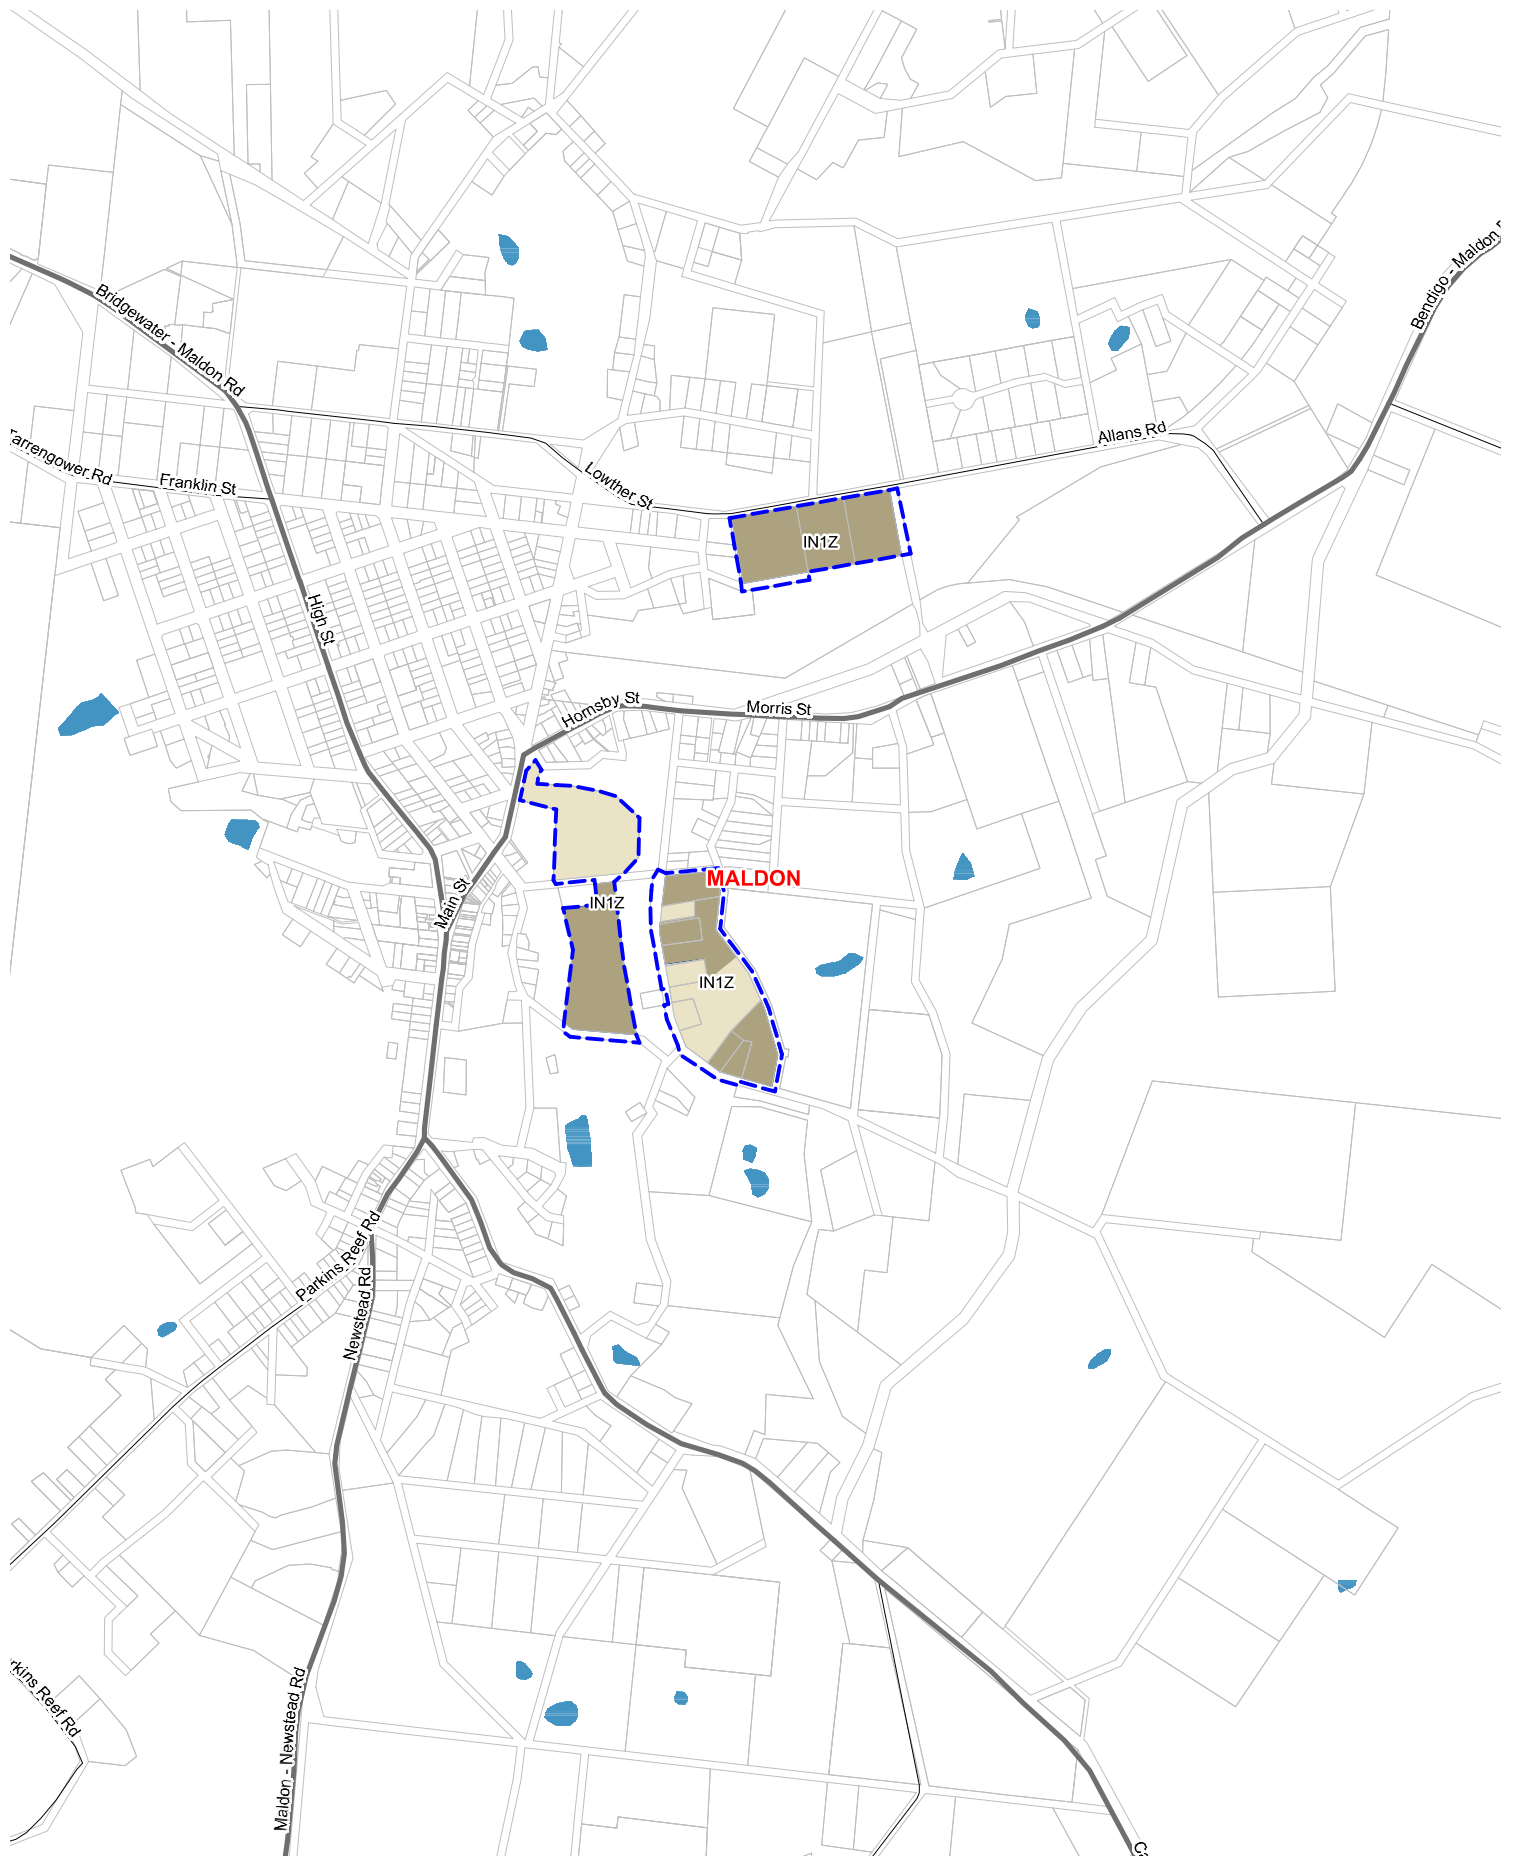 Bendigo - Maldon R
Bridgewater - Maldon Rd
Tarrengower Rd
Franklin St
Allans Rd
Lowther St
IN1Z
High St
Hornsby St
Morris St
MALDON
Main St
IN1Z
IN1Z
Parkins Reef Rd
Newstead Rd
rkins Reef Rd
Maldon - Newstead Rd